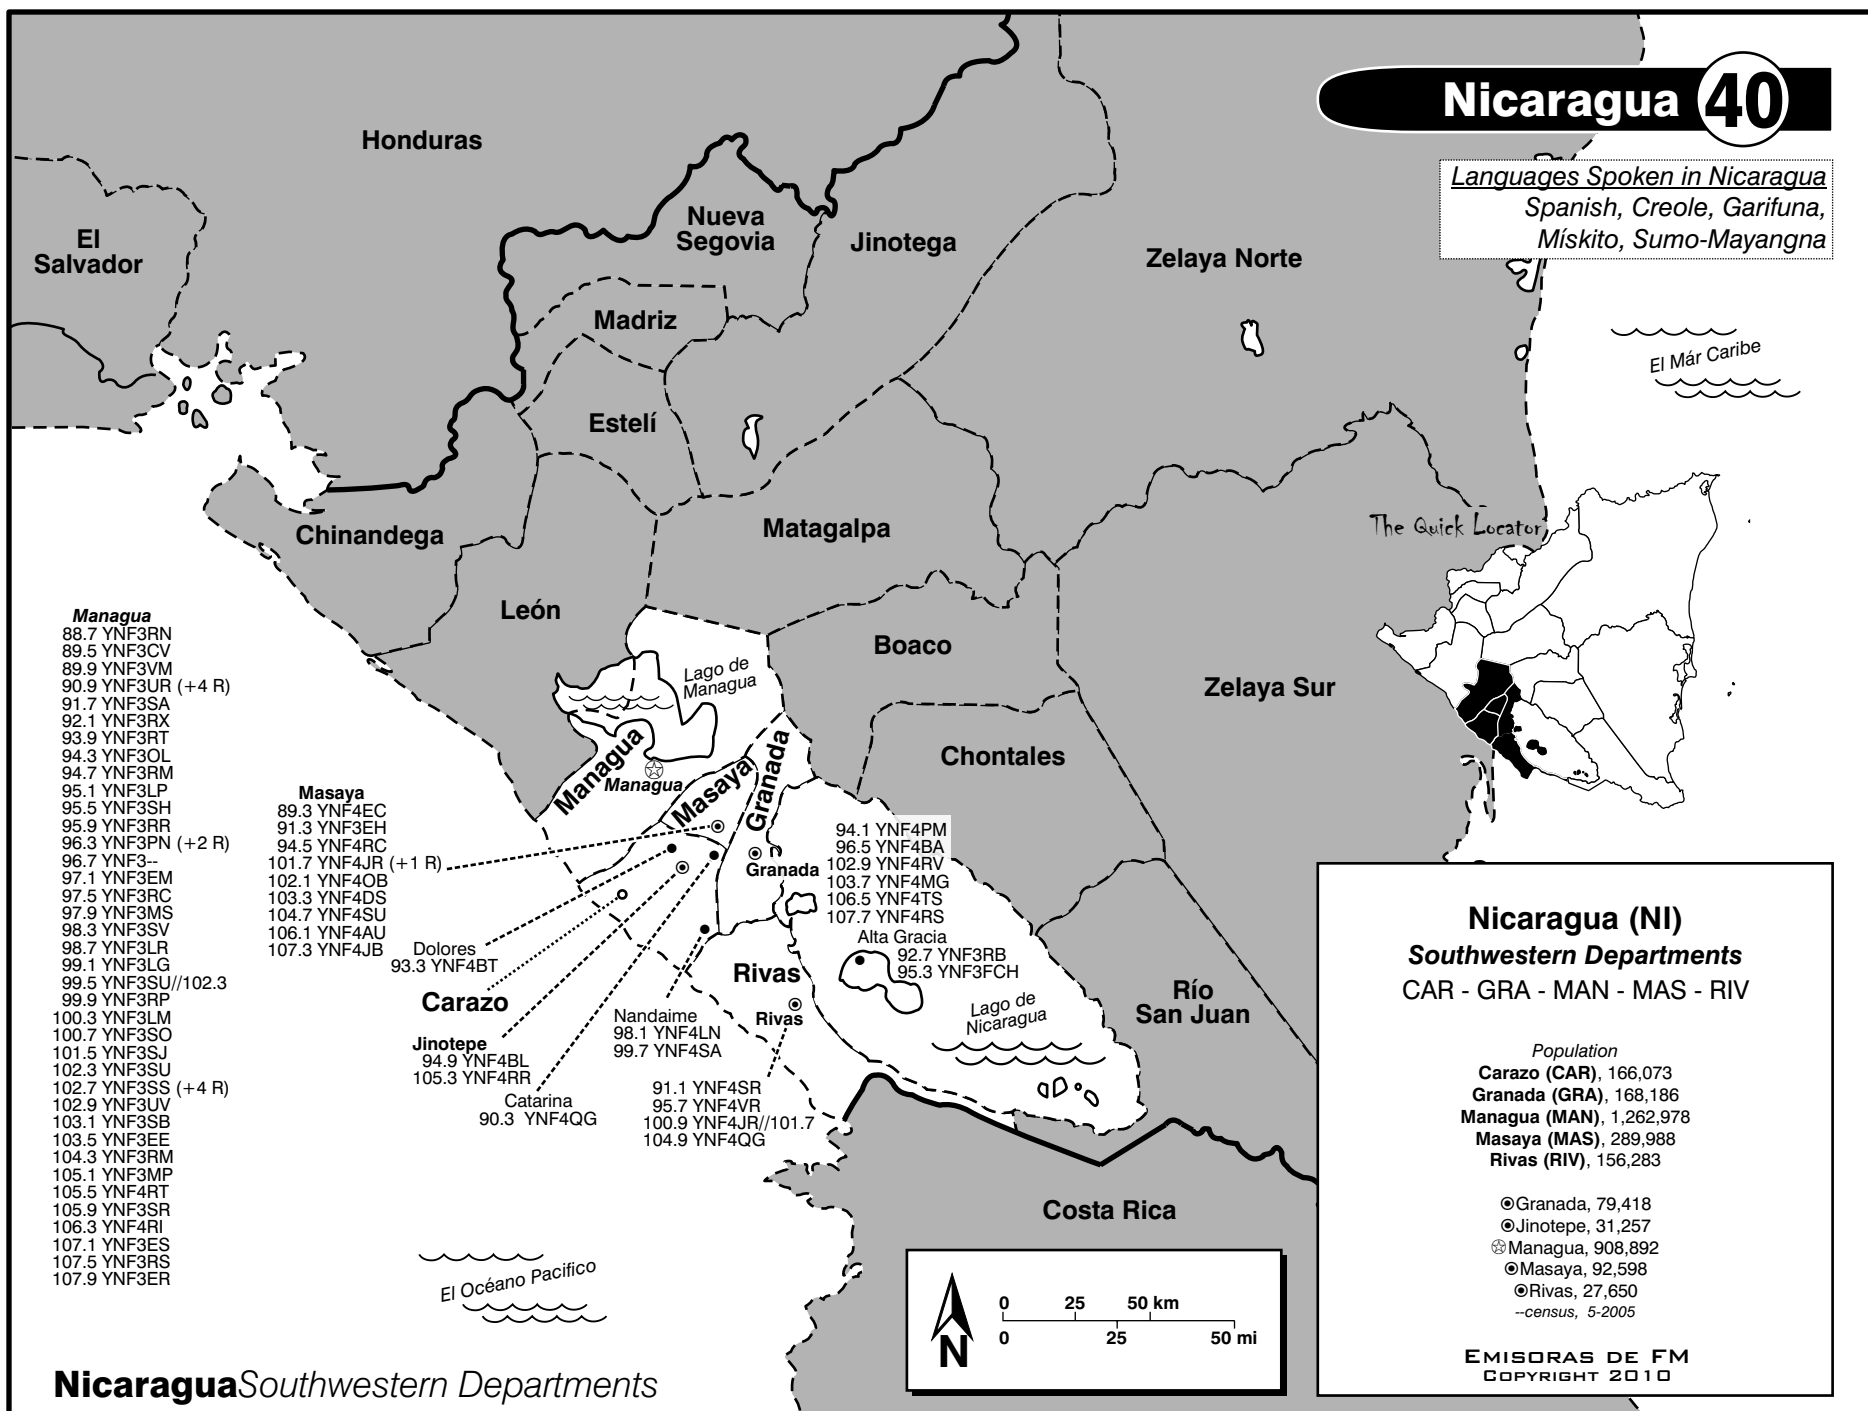 Nicaragua 40
Languages Spoken in Nicaragua
Spanish, Creole, Garifuna,
Mískito, Sumo-Mayangna
Honduras
El
Salvador
Nueva
Segovia
Jinotega
Zelaya Norte
Madriz
El Már Caribe
Estelí
Chinandega
Matagalpa
The Quick Locator
León
Boaco
Zelaya Sur
Lago de
Managua
Chontales
Managua
Managua
Masaya
Granada
Managua
88.7 YNF3RN
89.5 YNF3CV
89.9 YNF3VM
90.9 YNF3UR (+4 R)
91.7 YNF3SA
92.1 YNF3RX
93.9 YNF3RT
94.3 YNF3OL
94.7 YNF3RM
95.1 YNF3LP
95.5 YNF3SH
95.9 YNF3RR
96.3 YNF3PN (+2 R)
96.7 YNF3--
97.1 YNF3EM
97.5 YNF3RC
97.9 YNF3MS
98.3 YNF3SV
98.7 YNF3LR
99.1 YNF3LG
99.5 YNF3SU//102.3
99.9 YNF3RP
100.3 YNF3LM
100.7 YNF3SO
101.5 YNF3SJ
102.3 YNF3SU
102.7 YNF3SS (+4 R)
102.9 YNF3UV
103.1 YNF3SB
103.5 YNF3EE
104.3 YNF3RM
105.1 YNF3MP
105.5 YNF4RT
105.9 YNF3SR
106.3 YNF4RI
107.1 YNF3ES
107.5 YNF3RS
107.9 YNF3ER
Masaya
89.3 YNF4EC
91.3 YNF3EH
94.5 YNF4RC
101.7 YNF4JR (+1 R)
102.1 YNF4OB
103.3 YNF4DS
104.7 YNF4SU
106.1 YNF4AU
107.3 YNF4JB
Dolores
93.3 YNF4BT
Carazo
Jinotepe
94.9 YNF4BL
105.3 YNF4RR
Catarina
90.3 YNF4QG
Granada
94.1 YNF4PM
96.5 YNF4BA
102.9 YNF4RV
103.7 YNF4MG
106.5 YNF4TS
107.7 YNF4RS
Alta Gracia
92.7 YNF3RB
95.3 YNF3FCH
Rivas
Rivas
Nandaime
98.1 YNF4LN
99.7 YNF4SA
91.1 YNF4SR
95.7 YNF4VR
100.9 YNF4JR//101.7
104.9 YNF4QG
Lago de
Nicaragua
Río
San Juan
Costa Rica
El Océano Pacifico
N
0 25 50 km
0 25 50 mi
Nicaragua (NI)
Southwestern Departments
CAR - GRA - MAN - MAS - RIV
Population
Carazo (CAR), 166,073
Granada (GRA), 168,186
Managua (MAN), 1,262,978
Masaya (MAS), 289,988
Rivas (RIV), 156,283
Granada, 79,418
Jinotepe, 31,257
Managua, 908,892
Masaya, 92,598
Rivas, 27,650
--census, 5-2005
EMISORAS DE FM
COPYRIGHT 2010
NicaraguaSouthwestern Departments